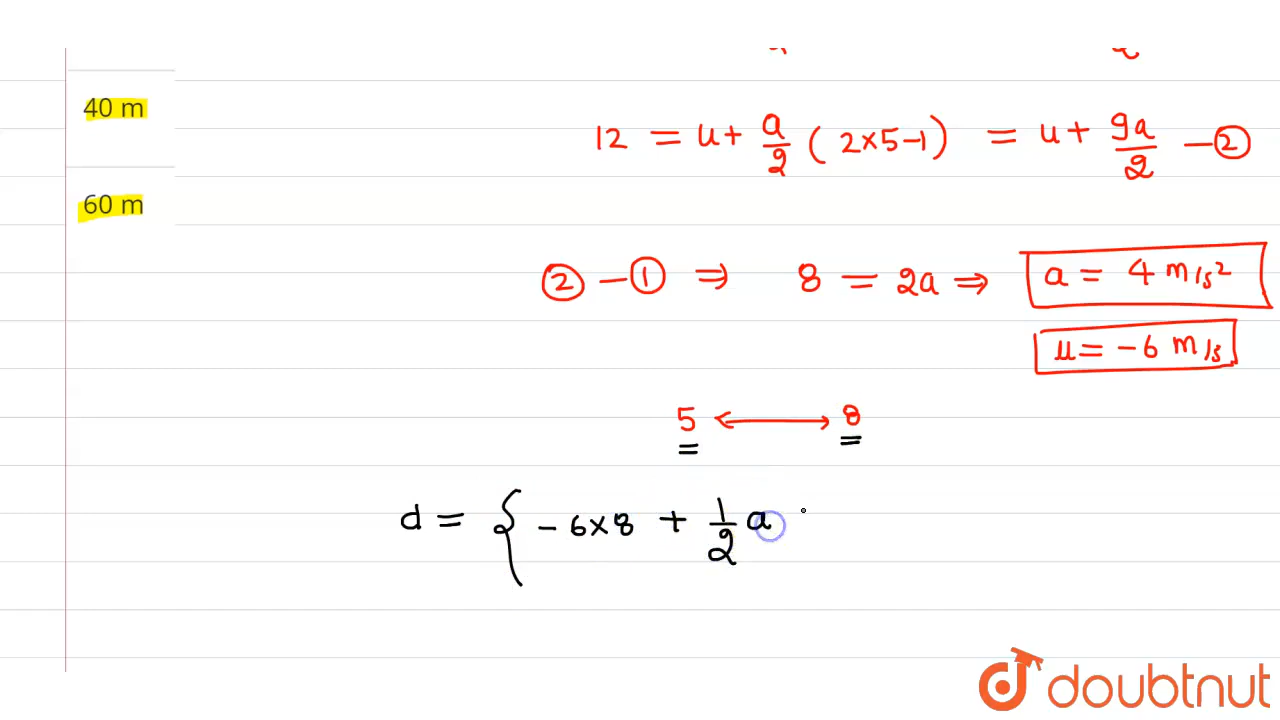 40 m
12 = u + a/2 ( 2×5-1 ) = u + 9a/2 - ②
60 m
② - ① ⇒ 8 = 2a ⇒ a = 4 m/s²
u = -6 m/s
5 ⟷ 8
d = { - 6×8 + 1/2 a
doubtnut